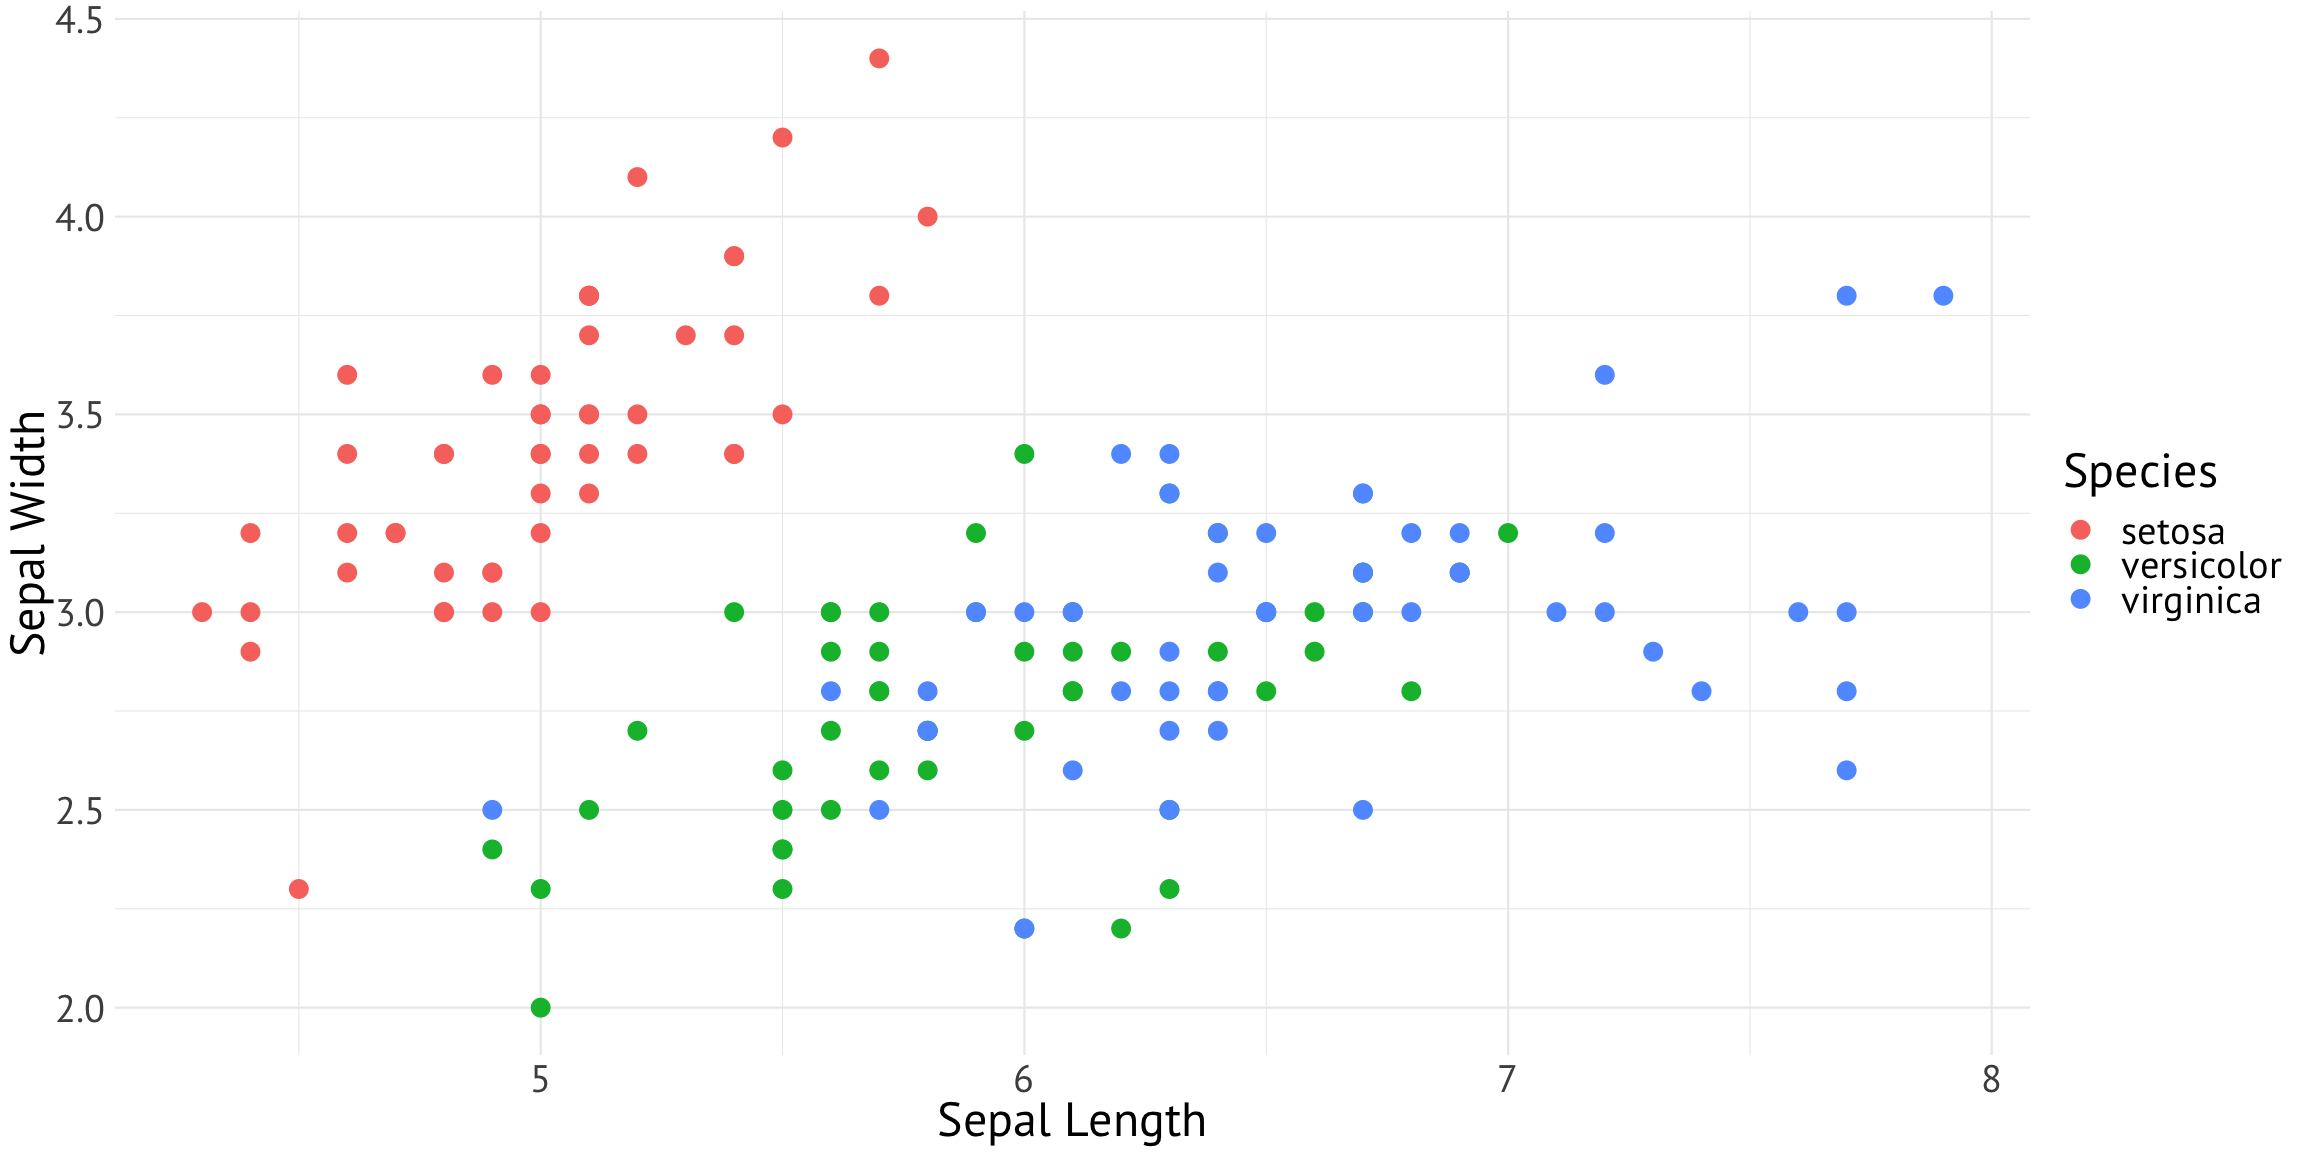 4.5
4.0
3.5
3.0
2.5
2.0
Sepal Width
5 6 7 8
Sepal Length
Species
setosa
versicolor
virginica